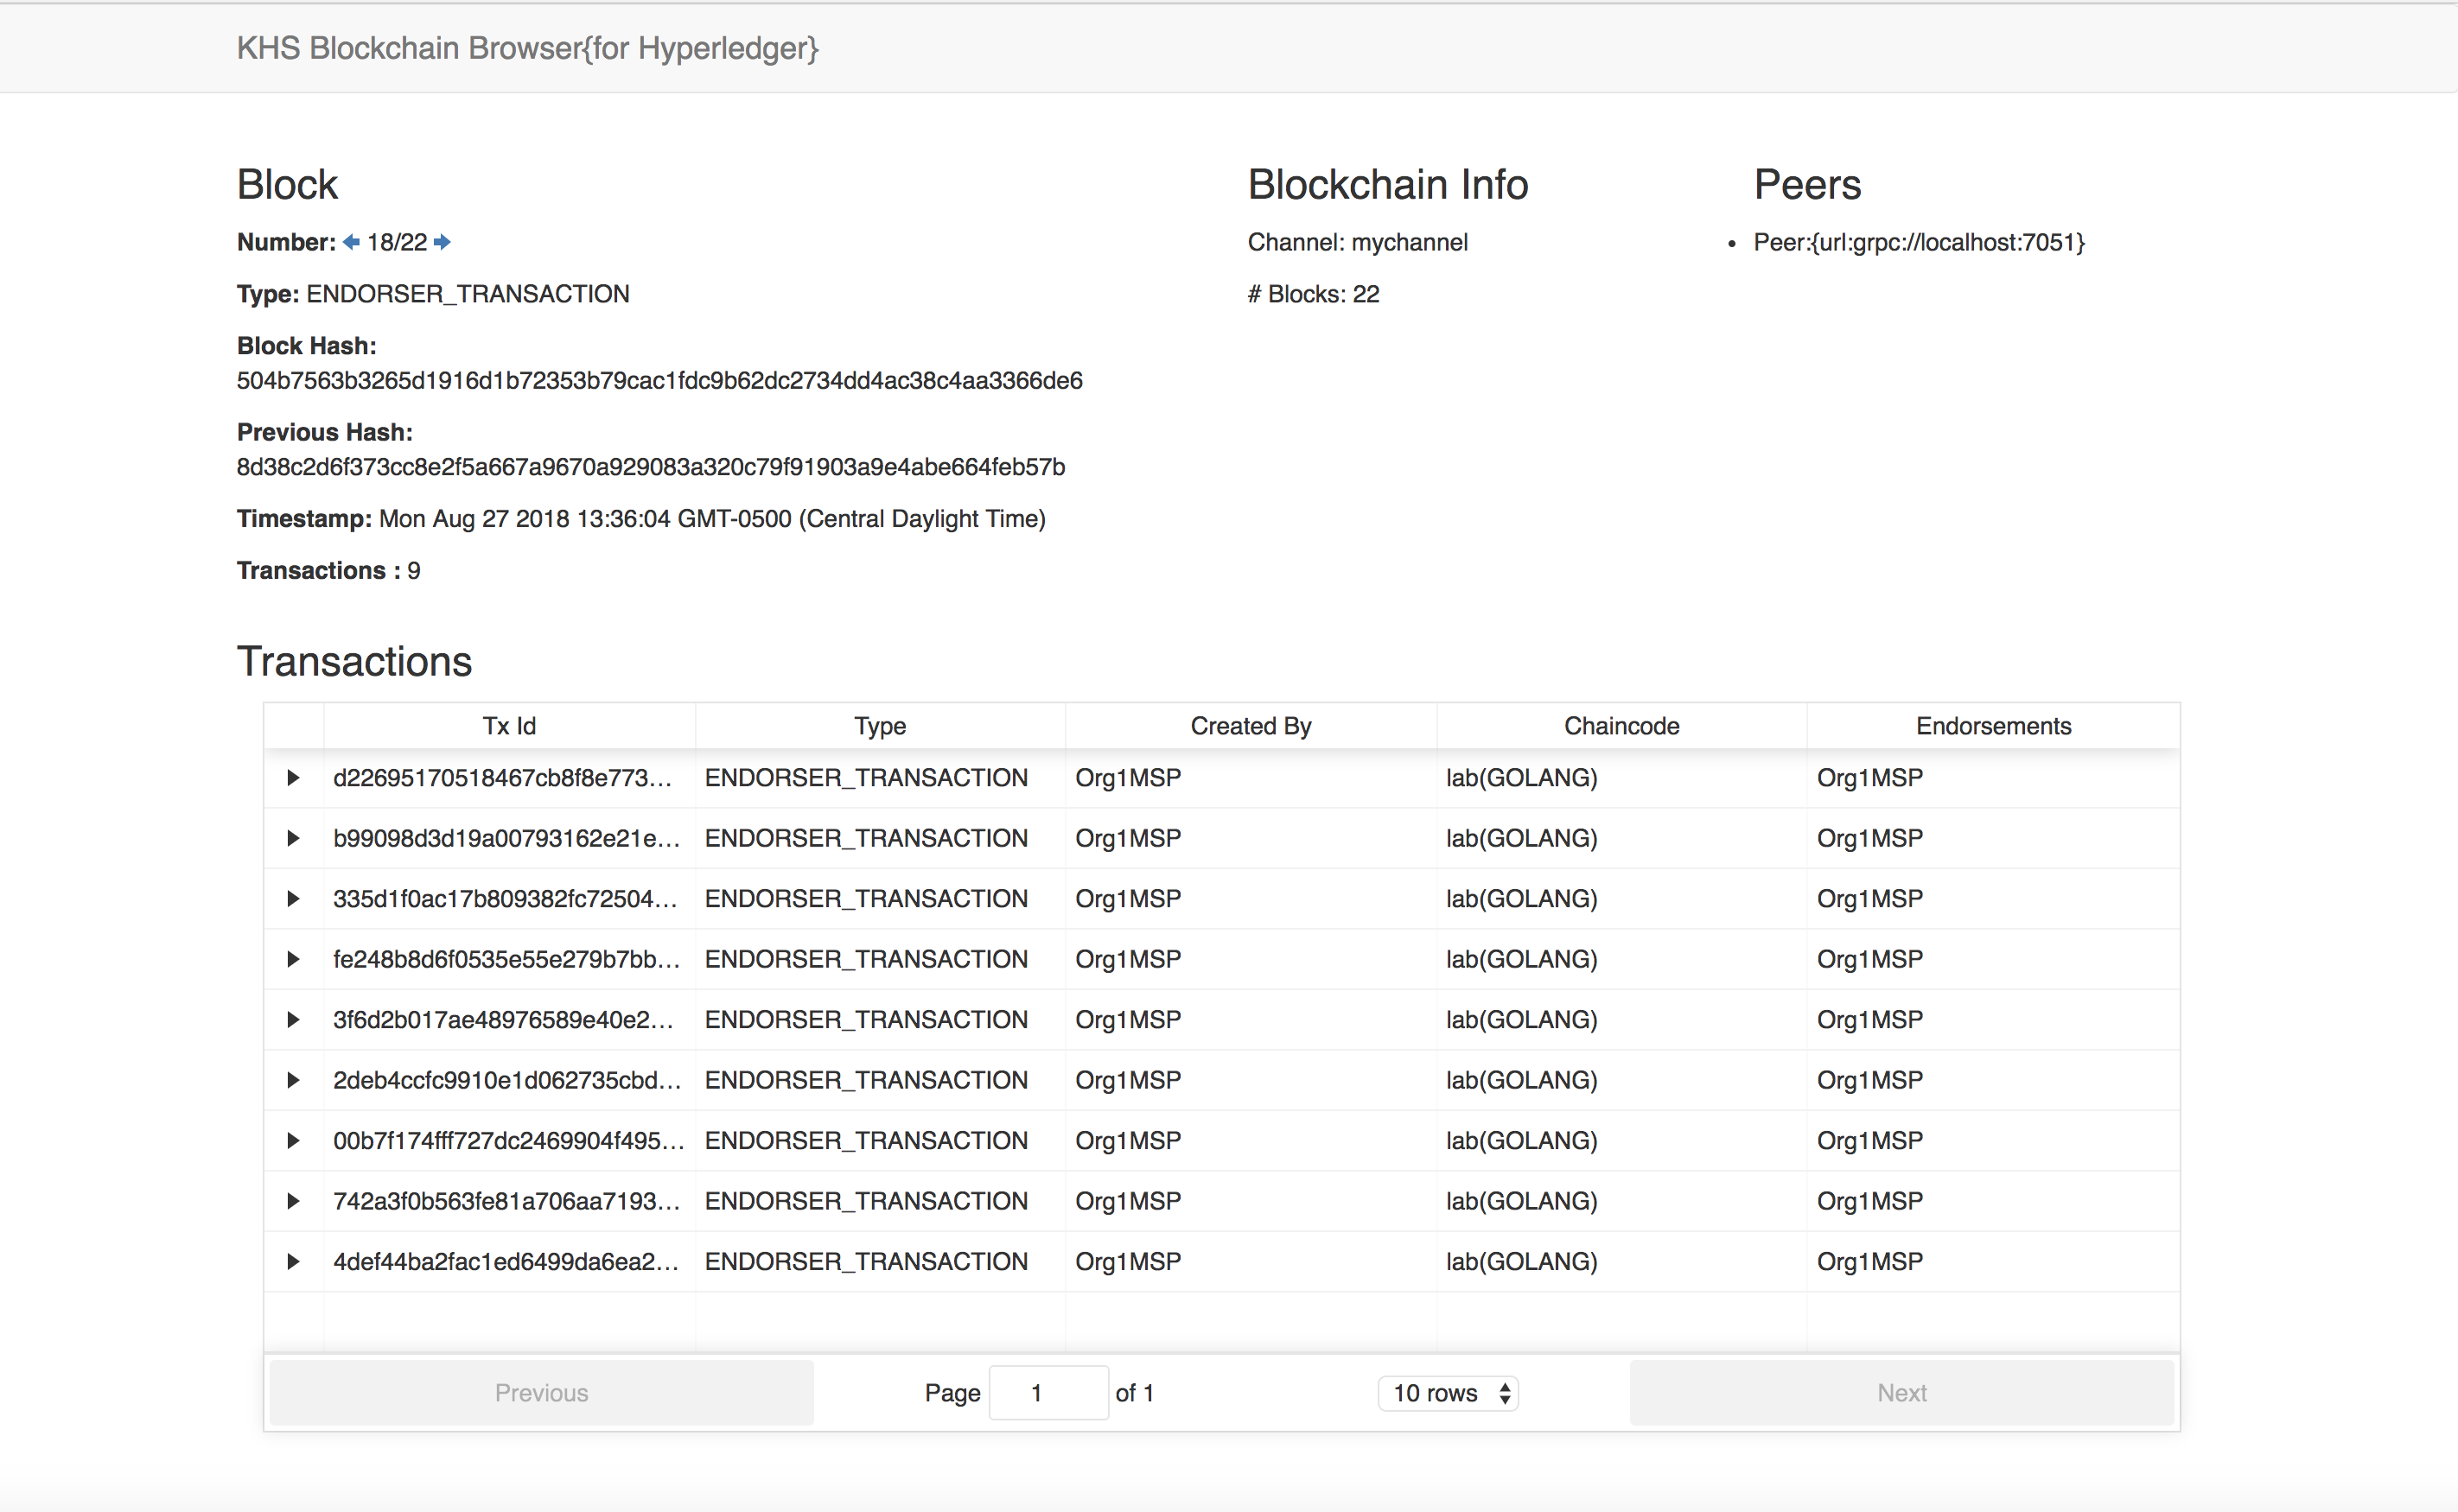 KHS Blockchain Browser{for Hyperledger}
Block
Number: 18/22
Type: ENDORSER_TRANSACTION
Block Hash:
504b7563b3265d1916d1b72353b79cac1fdc9b62dc2734dd4ac38c4aa3366de6
Previous Hash:
8d38c2d6f373cc8e2f5a667a9670a929083a320c79f91903a9e4abe664feb57b
Timestamp: Mon Aug 27 2018 13:36:04 GMT-0500 (Central Daylight Time)
Transactions : 9
Blockchain Info
Channel: mychannel
# Blocks: 22
Peers
• Peer:{url:grpc://localhost:7051}
Transactions
Tx Id Type Created By Chaincode Endorsements
d22695170518467cb8f8e773... ENDORSER_TRANSACTION Org1MSP lab(GOLANG) Org1MSP
b99098d3d19a00793162e21e... ENDORSER_TRANSACTION Org1MSP lab(GOLANG) Org1MSP
335d1f0ac17b809382fc72504... ENDORSER_TRANSACTION Org1MSP lab(GOLANG) Org1MSP
fe248b8d6f0535e55e279b7bb... ENDORSER_TRANSACTION Org1MSP lab(GOLANG) Org1MSP
3f6d2b017ae48976589e40e2... ENDORSER_TRANSACTION Org1MSP lab(GOLANG) Org1MSP
2deb4ccfc9910e1d062735cbd... ENDORSER_TRANSACTION Org1MSP lab(GOLANG) Org1MSP
00b7f174fff727dc2469904f495... ENDORSER_TRANSACTION Org1MSP lab(GOLANG) Org1MSP
742a3f0b563fe81a706aa7193... ENDORSER_TRANSACTION Org1MSP lab(GOLANG) Org1MSP
4def44ba2fac1ed6499da6ea2... ENDORSER_TRANSACTION Org1MSP lab(GOLANG) Org1MSP
Previous Page 1 of 1 10 rows Next